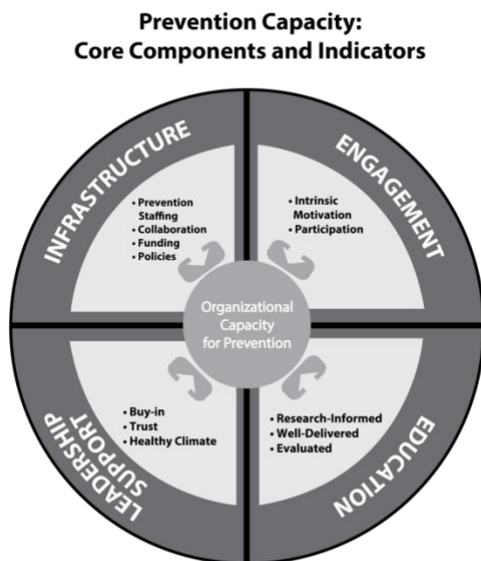 Prevention Capacity:
Core Components and Indicators
INFRASTRUCTURE
• Prevention
Staffing
• Collaboration
• Funding
• Policies
ENGAGEMENT
• Intrinsic
Motivation
• Participation
Organizational
Capacity
for Prevention
LEADERSHIP
SUPPORT
• Buy-in
• Trust
• Healthy Climate
EDUCATION
• Research-Informed
• Well-Delivered
• Evaluated